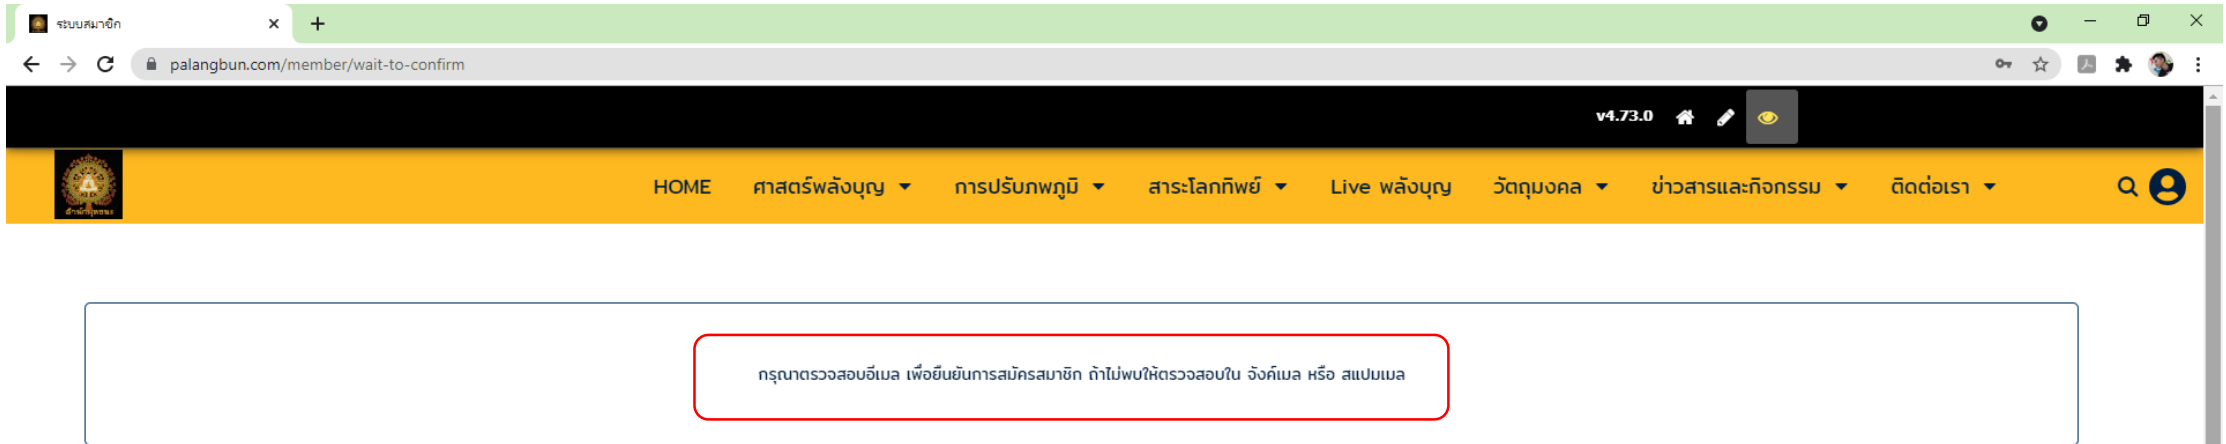 ระบบสมาชิก
palangbun.com/member/wait-to-confirm
v4.73.0
HOME ศาสตร์พลังบุญ การปรับภพภูมิ สาระโลกทิพย์ Live พลังบุญ วัตถุมงคล ข่าวสารและกิจกรรม ติดต่อเรา
กรุณาตรวจสอบอีเมล เพื่อยืนยันการสมัครสมาชิก ถ้าไม่พบให้ตรวจสอบใน จังค์เมล หรือ สแปมเมล